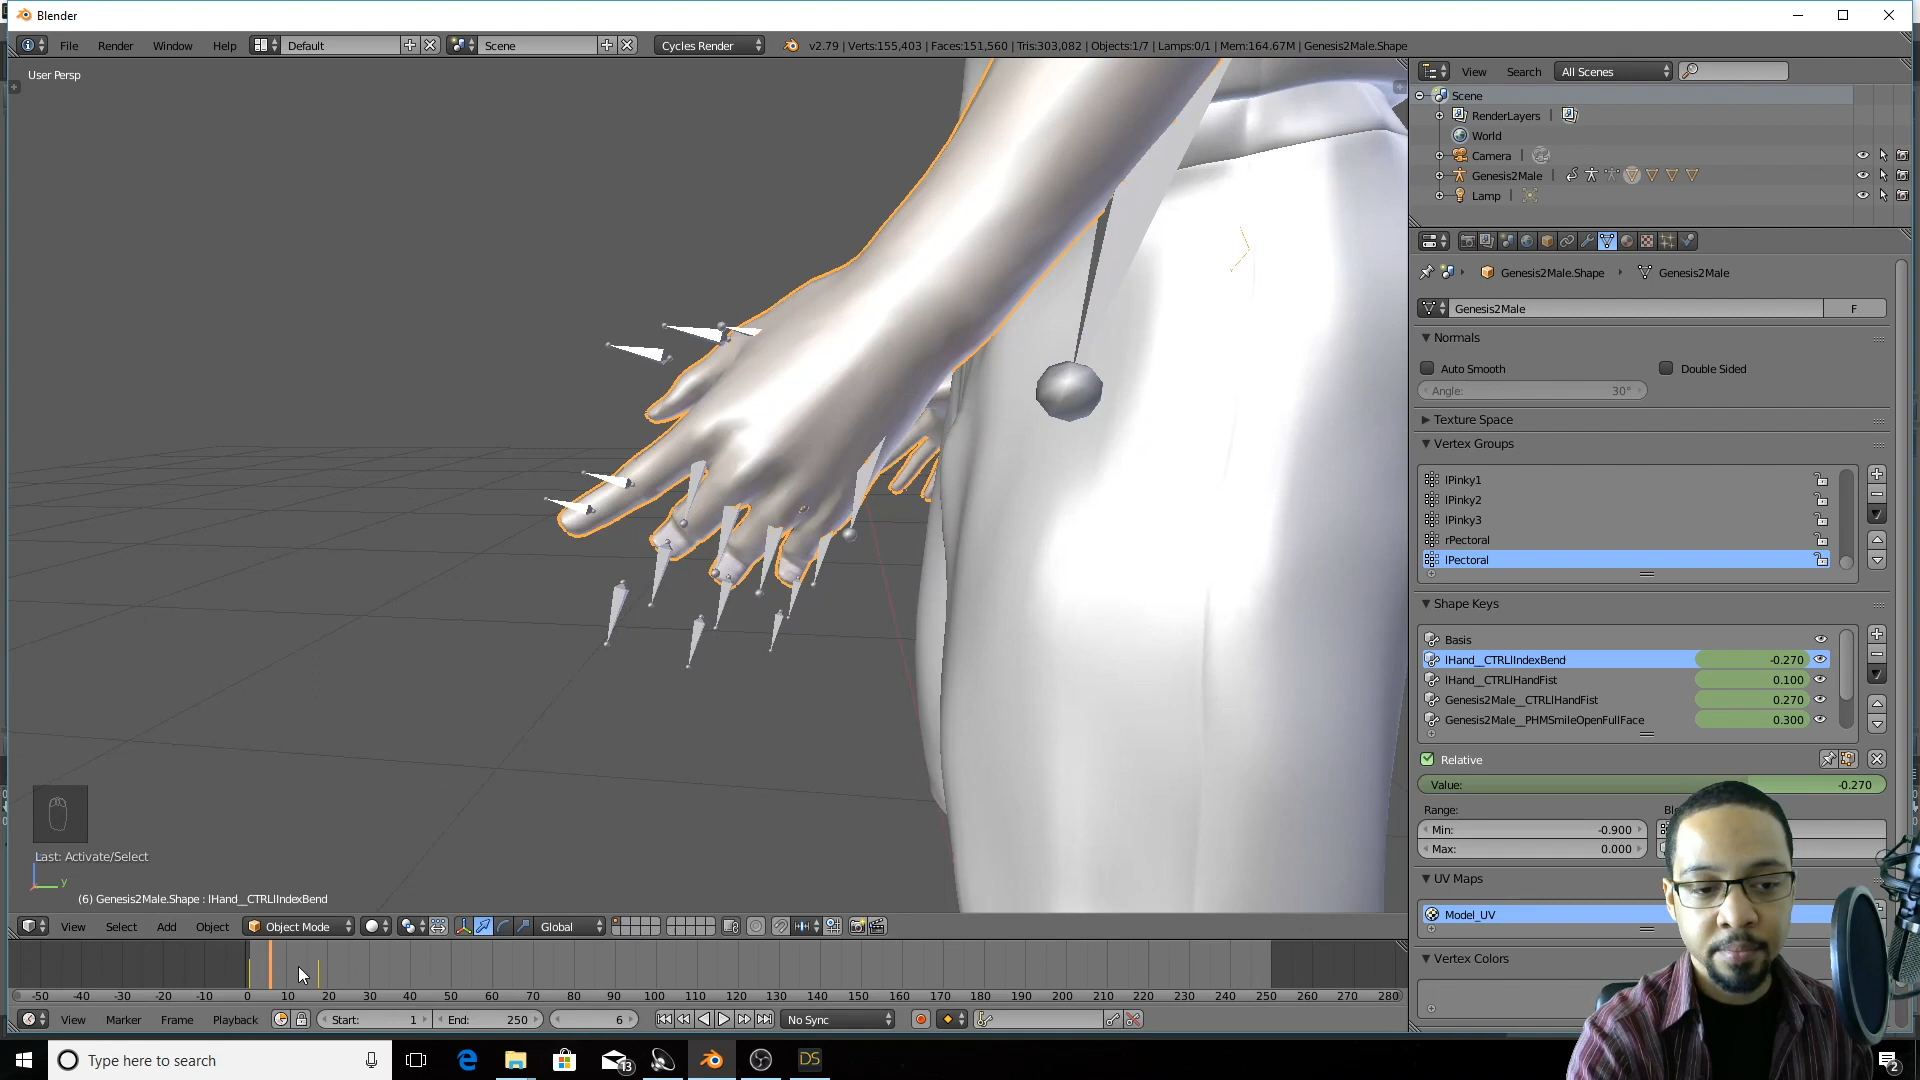 Blender
File Render Window Help Default Scene Cycles Render v2.79 | Verts:155,403 | Faces:151,560 | Tris:303,082 | Objects:1/7 | Lamps:0/1 | Mem:164.67M | Genesis2Male.Shape
User Persp
View Search All Scenes
Scene
RenderLayers |
World
Camera |
Genesis2Male |
Lamp |
Genesis2Male.Shape Genesis2Male
Genesis2Male F
Normals
Auto Smooth Double Sided
Angle: 30°
Texture Space
Vertex Groups
lPinky1
lPinky2
lPinky3
rPectoral
lPectoral
Shape Keys
Basis
lHand__CTRLlIndexBend -0.270
lHand__CTRLlHandFist 0.100
Genesis2Male__CTRLlHandFist 0.270
Genesis2Male__PHMSmileOpenFullFace 0.300
Relative
Value: -0.270
Range:
Min: -0.900
Max: 0.000
UV Maps
Model_UV
Vertex Colors
Last: Activate/Select
y
(6) Genesis2Male.Shape : lHand__CTRLlIndexBend
View Select Add Object Object Mode Global
-50 -40 -30 -20 -10 0 10 20 30 40 50 60 70 80 90 100 110 120 130 140 150 160 170 180 190 200 210 220 230 240 250 260 270 280
View Marker Frame Playback Start: 1 End: 250 6 No Sync
Type here to search 13 DS 2